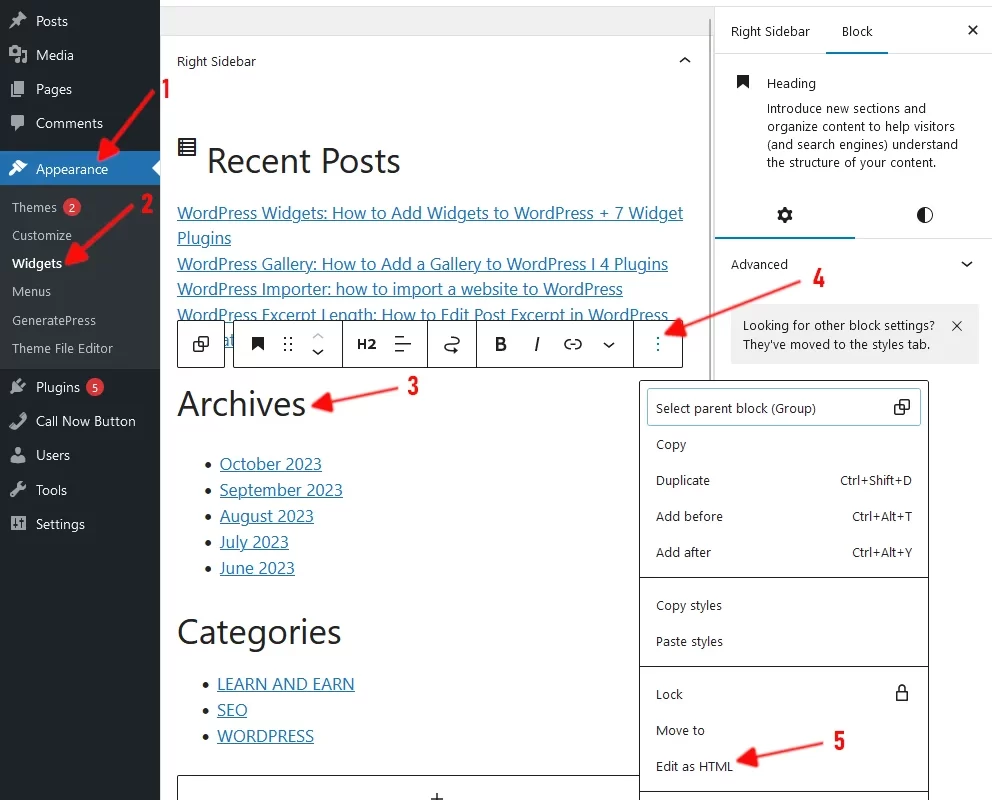 Posts
Media
Pages
Comments
1
Appearance
2
Themes 2
Customize
Widgets
Menus
GeneratePress
Theme File Editor
Plugins 5
Call Now Button
Users
Tools
Settings
Right Sidebar
Recent Posts
WordPress Widgets: How to Add Widgets to WordPress + 7 Widget
Plugins
WordPress Gallery: How to Add a Gallery to WordPress I 4 Plugins
WordPress Importer: how to import a website to WordPress
WordPress Excerpt Length: How to Edit Post Excerpt in WordPress
H2 B I
Archives
3
October 2023
September 2023
August 2023
July 2023
June 2023
Categories
LEARN AND EARN
SEO
WORDPRESS
+
Right Sidebar Block
Heading
Introduce new sections and
organize content to help visitors
(and search engines) understand
the structure of your content.
Advanced
4
Looking for other block settings?
They've moved to the styles tab.
Select parent block (Group)
Copy
Duplicate Ctrl+Shift+D
Add before Ctrl+Alt+T
Add after Ctrl+Alt+Y
Copy styles
Paste styles
Lock
Move to
5
Edit as HTML